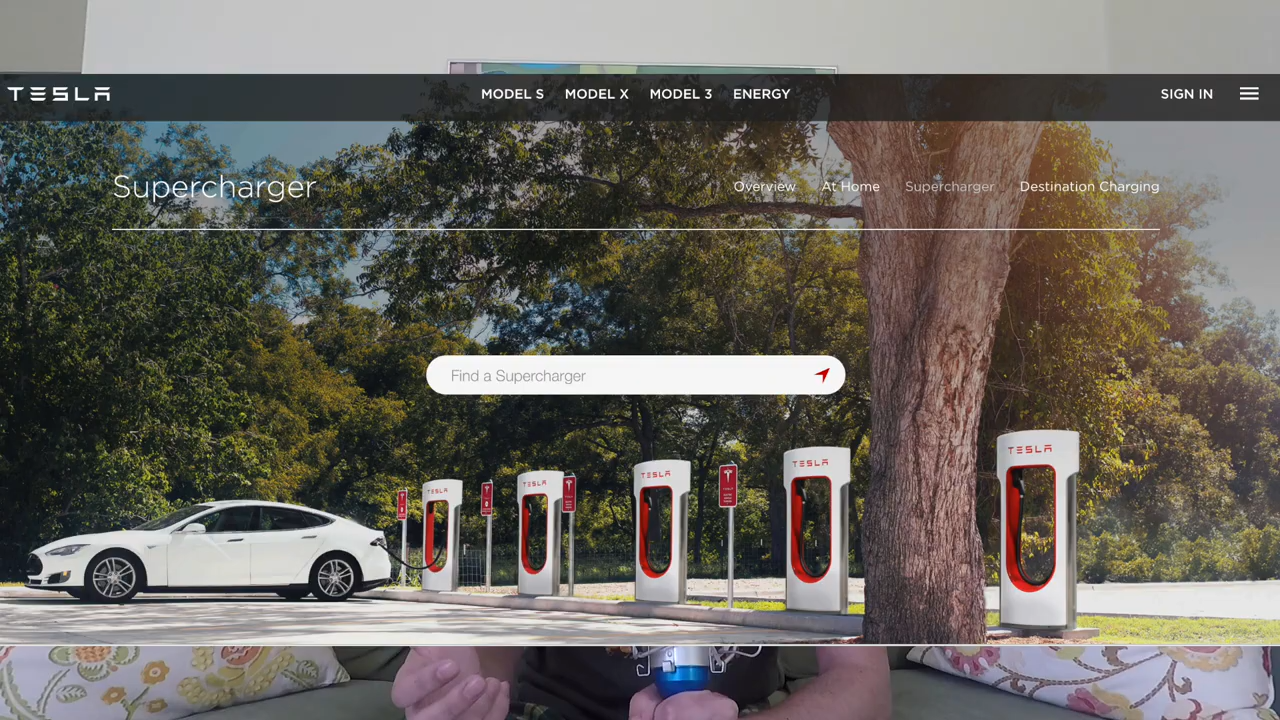 TESLA
MODEL S MODEL X MODEL 3 ENERGY
SIGN IN
Supercharger
Overview At Home Supercharger Destination Charging
Find a Supercharger
TESLA
TESLA
TESLA
TESLA
TESLA